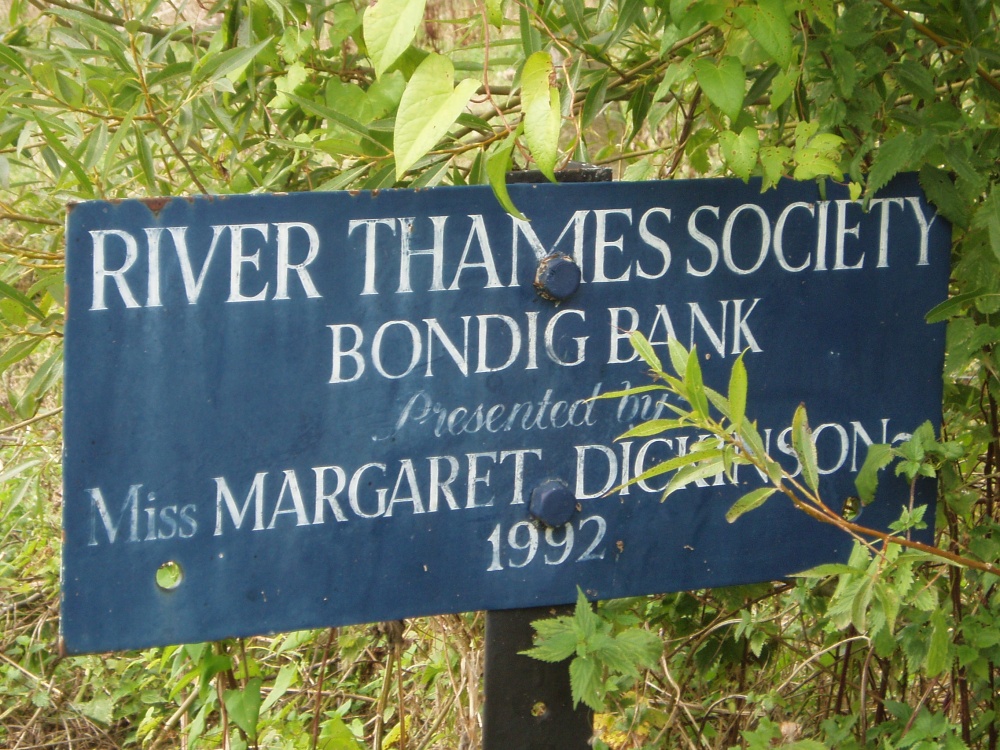 RIVER THAMES SOCIETY
BONDIG BANK
Presented by
Miss MARGARET DICKINSON
1992